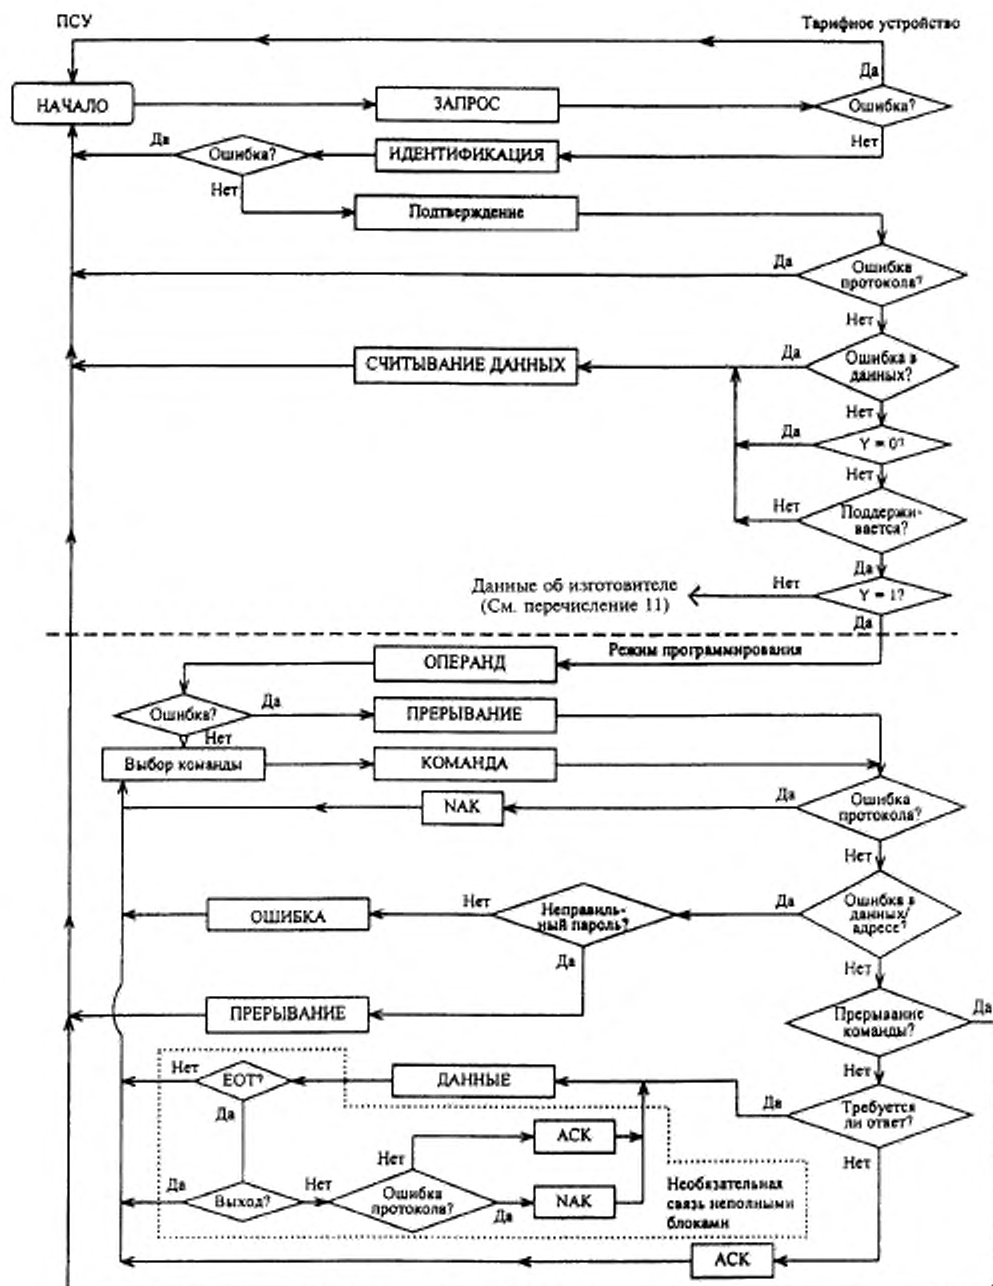 ПСУ Тарифное устройство
Да
НАЧАЛО ЗАПРОС Ошибка?
Да Нет
Ошибка? ИДЕНТИФИКАЦИЯ
Нет
Подтверждение
Да Ошибка
протокола?
Нет
СЧИТЫВАНИЕ ДАННЫХ Да Ошибка в
данных?
Нет
Да Y = 0?
Нет
Нет Поддержи-
вается?
Да
Данные об изготовителе Нет Y = 1?
(См. перечисление 11)
Да
Режим программирования
ОПЕРАНД
Ошибка? Да ПРЕРЫВАНИЕ
Нет
Выбор команды КОМАНДА
NAK Да Ошибка
протокола?
Нет
ОШИБКА Нет Неправиль-
ный пароль? Да Ошибка в
данных/
адресе?
Да
Нет
ПРЕРЫВАНИЕ Прерывание
команды? Да
Нет
Нет EOT? ДАННЫЕ Да Требуется
ли ответ?
Да
Нет ACK Нет
Да Выход? Нет Ошибка
протокола? Да NAK Необязательная
связь неполными
блоками
ACK